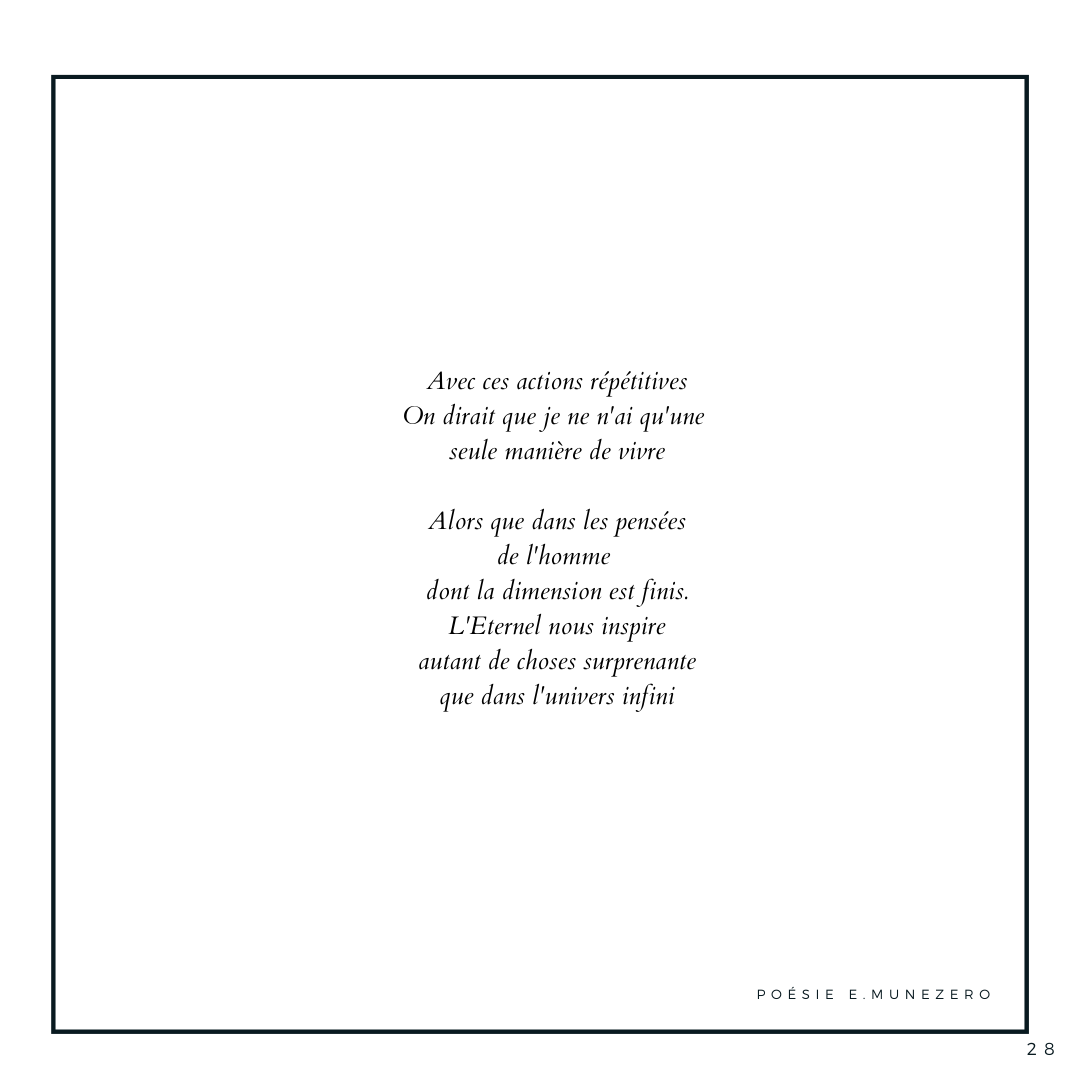 Avec ces actions répétitives
On dirait que je ne n'ai qu'une
seule manière de vivre
Alors que dans les pensées
de l'homme
dont la dimension est finis.
L'Eternel nous inspire
autant de choses surprenante
que dans l'univers infini
POÉSIE E.MUNEZERO
28